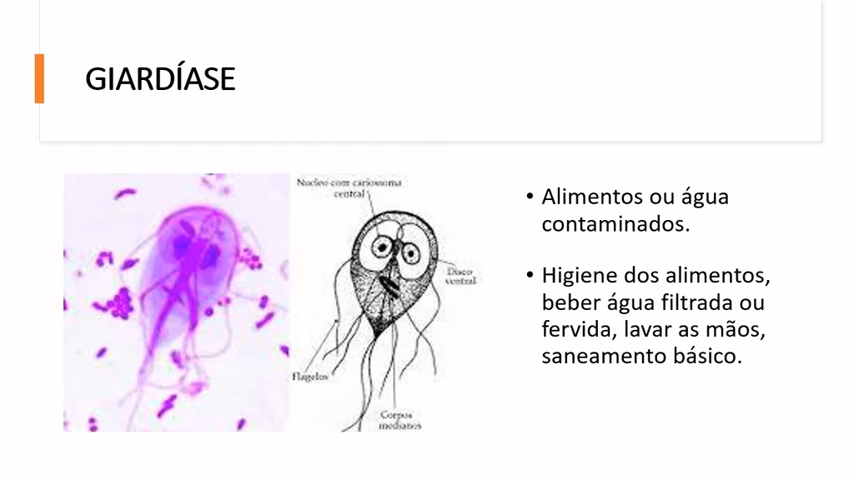 GIARDÍASE
Nucleo com cariossoma
central
Disco
ventral
Flagelos
Corpos
medianos
• Alimentos ou água
contaminados.
• Higiene dos alimentos,
beber água filtrada ou
fervida, lavar as mãos,
saneamento básico.